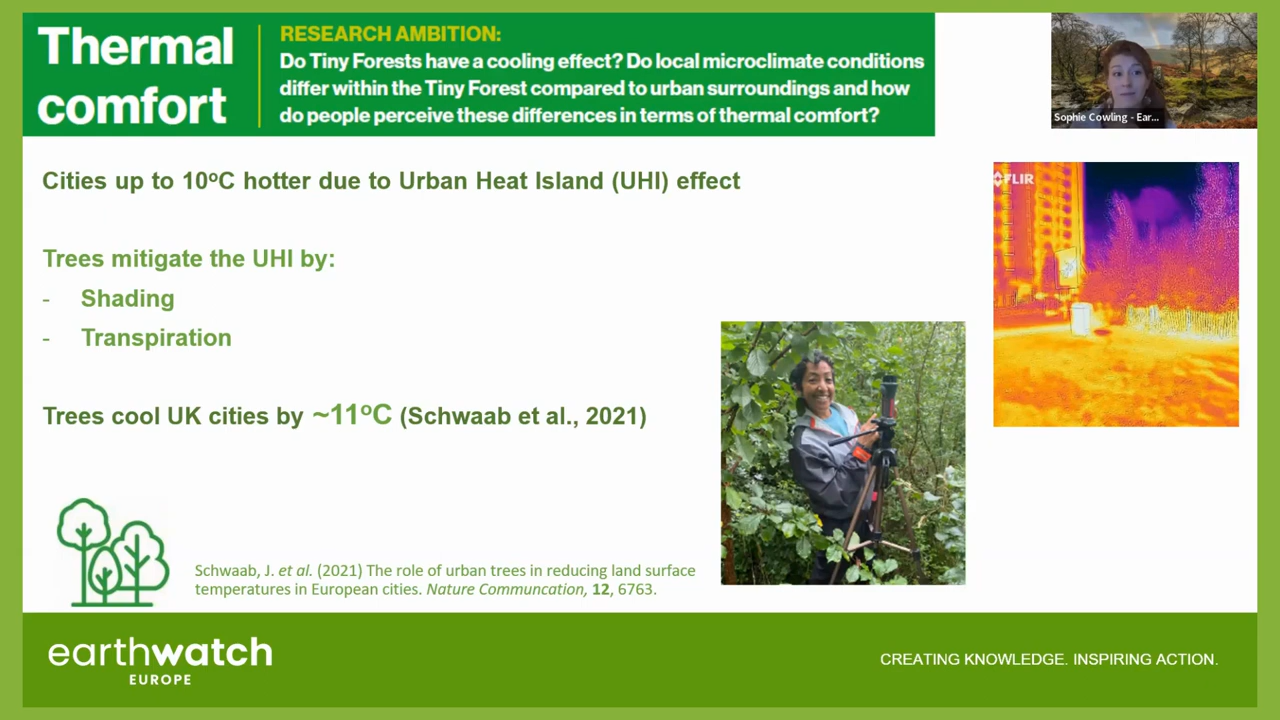 Thermal
comfort
RESEARCH AMBITION:
Do Tiny Forests have a cooling effect? Do local microclimate conditions
differ within the Tiny Forest compared to urban surroundings and how
do people perceive these differences in terms of thermal comfort?
Sophie Cowling - Ear...
Cities up to 10ºC hotter due to Urban Heat Island (UHI) effect
FLIR
Trees mitigate the UHI by:
- Shading
- Transpiration
Trees cool UK cities by ~11ºC (Schwaab et al., 2021)
Schwaab, J. et al. (2021) The role of urban trees in reducing land surface
temperatures in European cities. Nature Communcation, 12, 6763.
earthwatch
EUROPE
CREATING KNOWLEDGE. INSPIRING ACTION.